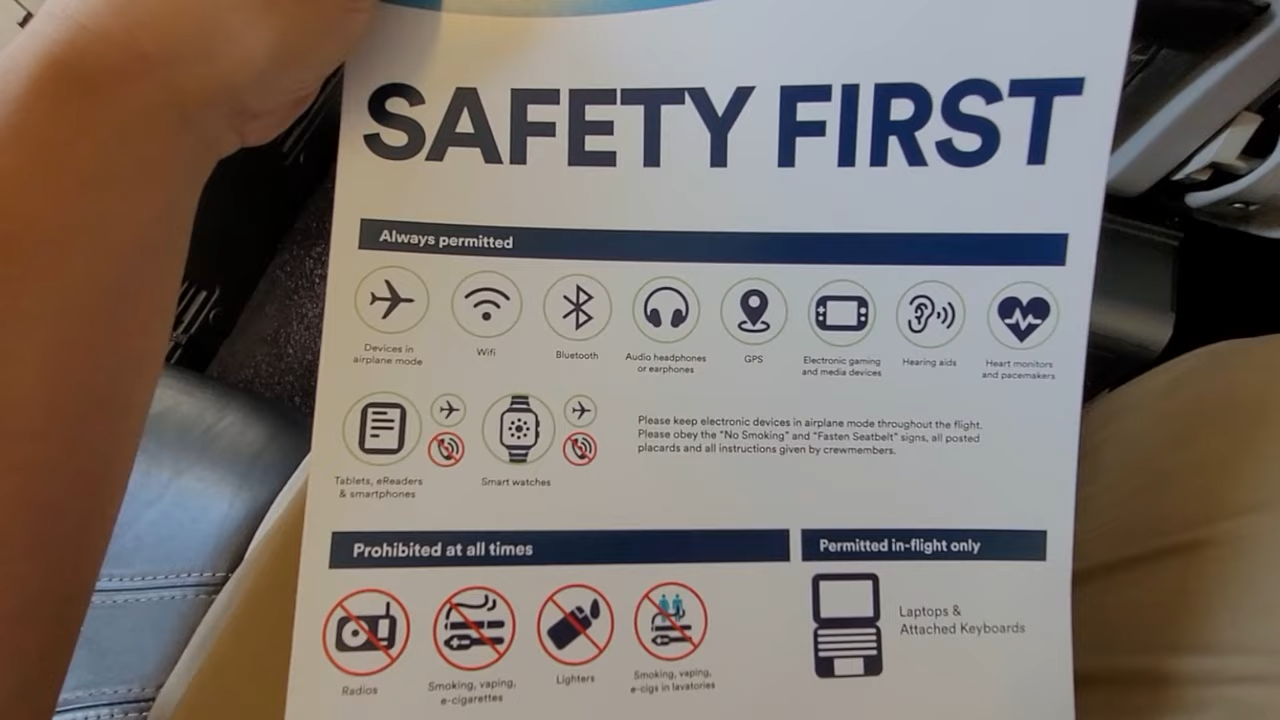 SAFETY FIRST
Always permitted
Devices in
airplane mode
Wifi
Bluetooth
Audio headphones
or earphones
GPS
Electronic gaming
and media devices
Hearing aids
Heart monitors
and pacemakers
Tablets, eReaders
& smartphones
Smart watches
Please keep electronic devices in airplane mode throughout the flight.
Please obey the "No Smoking" and "Fasten Seatbelt" signs, all posted
placards and all instructions given by crewmembers.
Prohibited at all times
Radios
Smoking, vaping,
e-cigarettes
Lighters
Smoking, vaping,
e-cigs in lavatories
Permitted in-flight only
Laptops &
Attached Keyboards